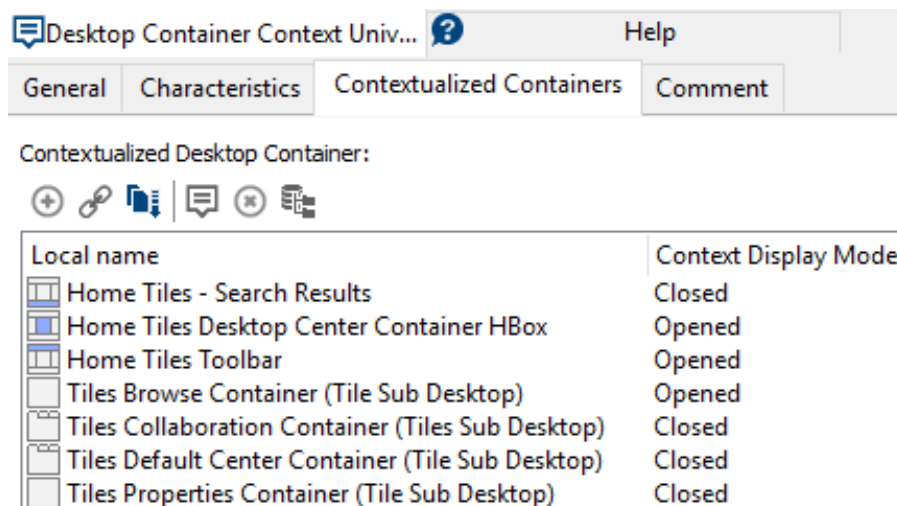 Desktop Container Context Univ... Help
General Characteristics Contextualized Containers Comment
Contextualized Desktop Container:
Local name Context Display Mode
Home Tiles - Search Results Closed
Home Tiles Desktop Center Container HBox Opened
Home Tiles Toolbar Opened
Tiles Browse Container (Tile Sub Desktop) Opened
Tiles Collaboration Container (Tiles Sub Desktop) Closed
Tiles Default Center Container (Tile Sub Desktop) Closed
Tiles Properties Container (Tile Sub Desktop) Closed